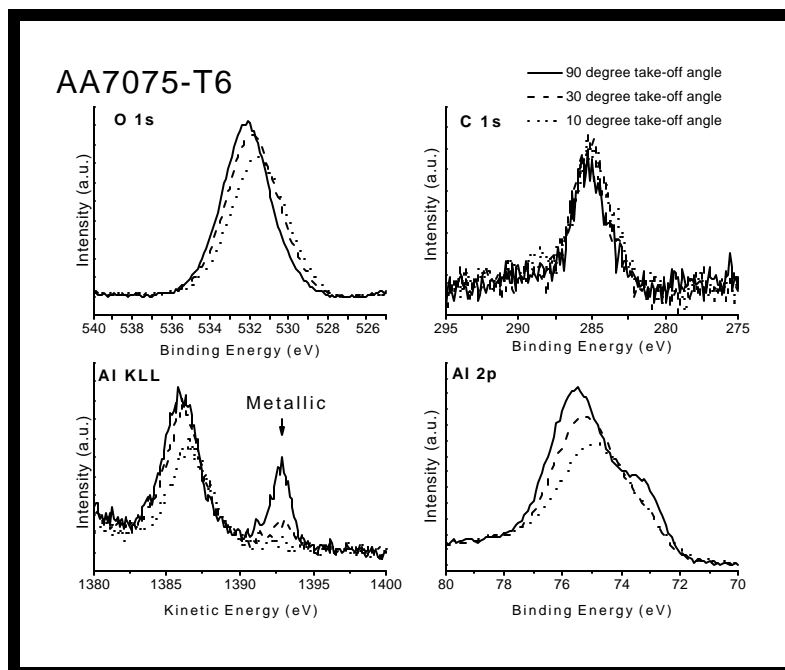 AA7075-T6
90 degree take-off angle
30 degree take-off angle
10 degree take-off angle
O 1s
Intensity (a.u.)
540 538 536 534 532 530 528 526
Binding Energy (eV)
C 1s
Intensity (a.u.)
295 290 285 280 275
Binding Energy (eV)
Al KLL
Metallic
Intensity (a.u.)
1380 1385 1390 1395 1400
Kinetic Energy (eV)
Al 2p
Intensity (a.u.)
80 78 76 74 72 70
Binding Energy (eV)